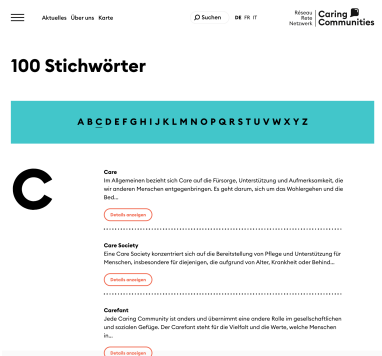 Aktuelles Über uns Karte
Suchen
DE FR IT
Réseau
Rete
Netzwerk
Caring
Communities
100 Stichwörter
A B C D E F G H I J K L M N O P Q R S T U V W X Y Z
C
Care
Im Allgemeinen bezieht sich Care auf die Fürsorge, Unterstützung und Aufmerksamkeit, die
wir anderen Menschen entgegenbringen. Es geht darum, sich um das Wohlergehen und die
Bed...
Details anzeigen
Care Society
Eine Care Society konzentriert sich auf die Bereitstellung von Pflege und Unterstützung für
Menschen, insbesondere für diejenigen, die aufgrund von Alter, Krankheit oder Behind...
Details anzeigen
Carefant
Jede Caring Community ist anders und übernimmt eine andere Rolle im gesellschaftlichen
und sozialen Gefüge. Der Carefant steht für die Vielfalt und die Werte, welche Menschen
in...
Details anzeigen